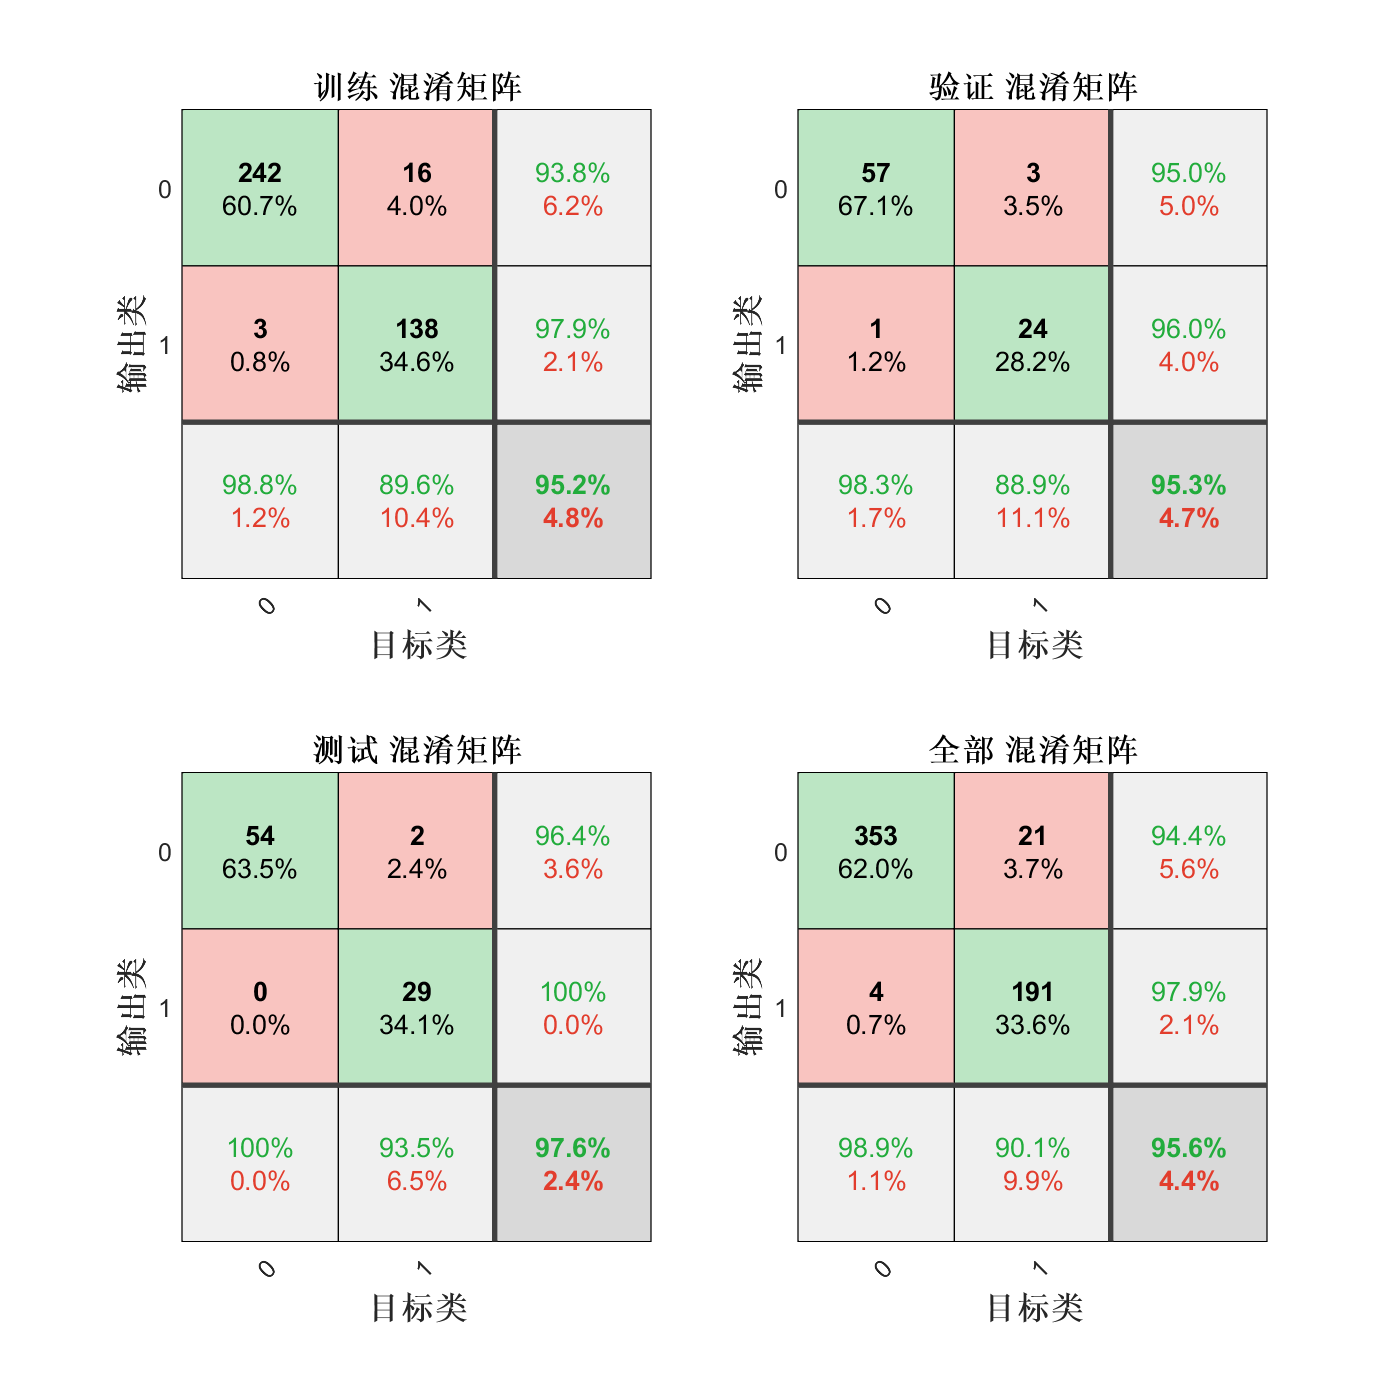 训练 混淆矩阵
242 16 93.8%
60.7% 4.0% 6.2%
0
3 138 97.9%
0.8% 34.6% 2.1%
1
98.8% 89.6% 95.2%
1.2% 10.4% 4.8%
输出类
0 1
目标类
验证 混淆矩阵
57 3 95.0%
67.1% 3.5% 5.0%
0
1 24 96.0%
1.2% 28.2% 4.0%
1
98.3% 88.9% 95.3%
1.7% 11.1% 4.7%
输出类
0 1
目标类
测试 混淆矩阵
54 2 96.4%
63.5% 2.4% 3.6%
0
0 29 100%
0.0% 34.1% 0.0%
1
100% 93.5% 97.6%
0.0% 6.5% 2.4%
输出类
0 1
目标类
全部 混淆矩阵
353 21 94.4%
62.0% 3.7% 5.6%
0
4 191 97.9%
0.7% 33.6% 2.1%
1
98.9% 90.1% 95.6%
1.1% 9.9% 4.4%
输出类
0 1
目标类